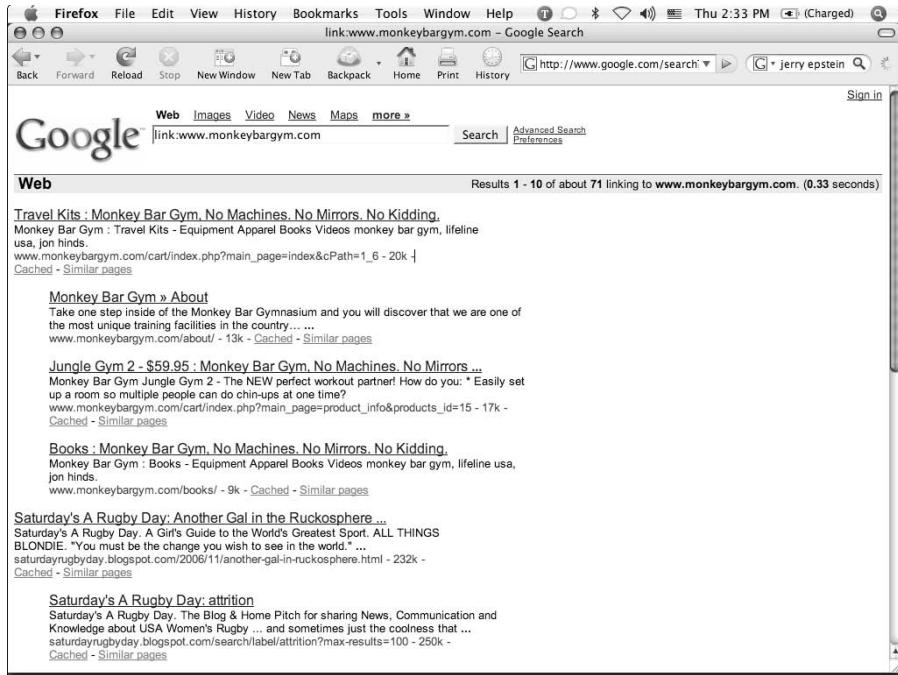 Firefox File Edit View History Bookmarks Tools Window Help Thu 2:33 PM (Charged)
link:www.monkeybargym.com – Google Search
Back Forward Reload Stop New Window New Tab Backpack Home Print History
G http://www.google.com/search? G jerry epstein
Sign in
Google
Web Images Video News Maps more »
link:www.monkeybargym.com Search Advanced Search
Preferences
Web Results 1 - 10 of about 71 linking to www.monkeybargym.com. (0.33 seconds)
Travel Kits : Monkey Bar Gym, No Machines. No Mirrors. No Kidding.
Monkey Bar Gym : Travel Kits - Equipment Apparel Books Videos monkey bar gym, lifeline
usa, jon hinds.
www.monkeybargym.com/cart/index.php?main_page=index&cPath=1_6 - 20k -
Cached - Similar pages
Monkey Bar Gym » About
Take one step inside of the Monkey Bar Gymnasium and you will discover that we are one of
the most unique training facilities in the country… ...
www.monkeybargym.com/about/ - 13k - Cached - Similar pages
Jungle Gym 2 - $59.95 : Monkey Bar Gym, No Machines. No Mirrors ...
Monkey Bar Gym Jungle Gym 2 - The NEW perfect workout partner! How do you: * Easily set
up a room so multiple people can do chin-ups at one time?
www.monkeybargym.com/cart/index.php?main_page=product_info&products_id=15 - 17k -
Cached - Similar pages
Books : Monkey Bar Gym, No Machines. No Mirrors. No Kidding.
Monkey Bar Gym : Books - Equipment Apparel Books Videos monkey bar gym, lifeline usa,
jon hinds.
www.monkeybargym.com/books/ - 9k - Cached - Similar pages
Saturday's A Rugby Day: Another Gal in the Ruckosphere ...
Saturday's A Rugby Day. A Girl's Guide to the World's Greatest Sport. ALL THINGS
BLONDIE. "You must be the change you wish to see in the world." ...
saturdayrugbyday.blogspot.com/2006/11/another-gal-in-ruckosphere.html - 232k -
Cached - Similar pages
Saturday's A Rugby Day: attrition
Saturday's A Rugby Day. The Blog & Home Pitch for sharing News, Communication and
Knowledge about USA Women's Rugby ... and sometimes just the coolness that ...
saturdayrugbyday.blogspot.com/search/label/attrition?max-results=100 - 250k -
Cached - Similar pages